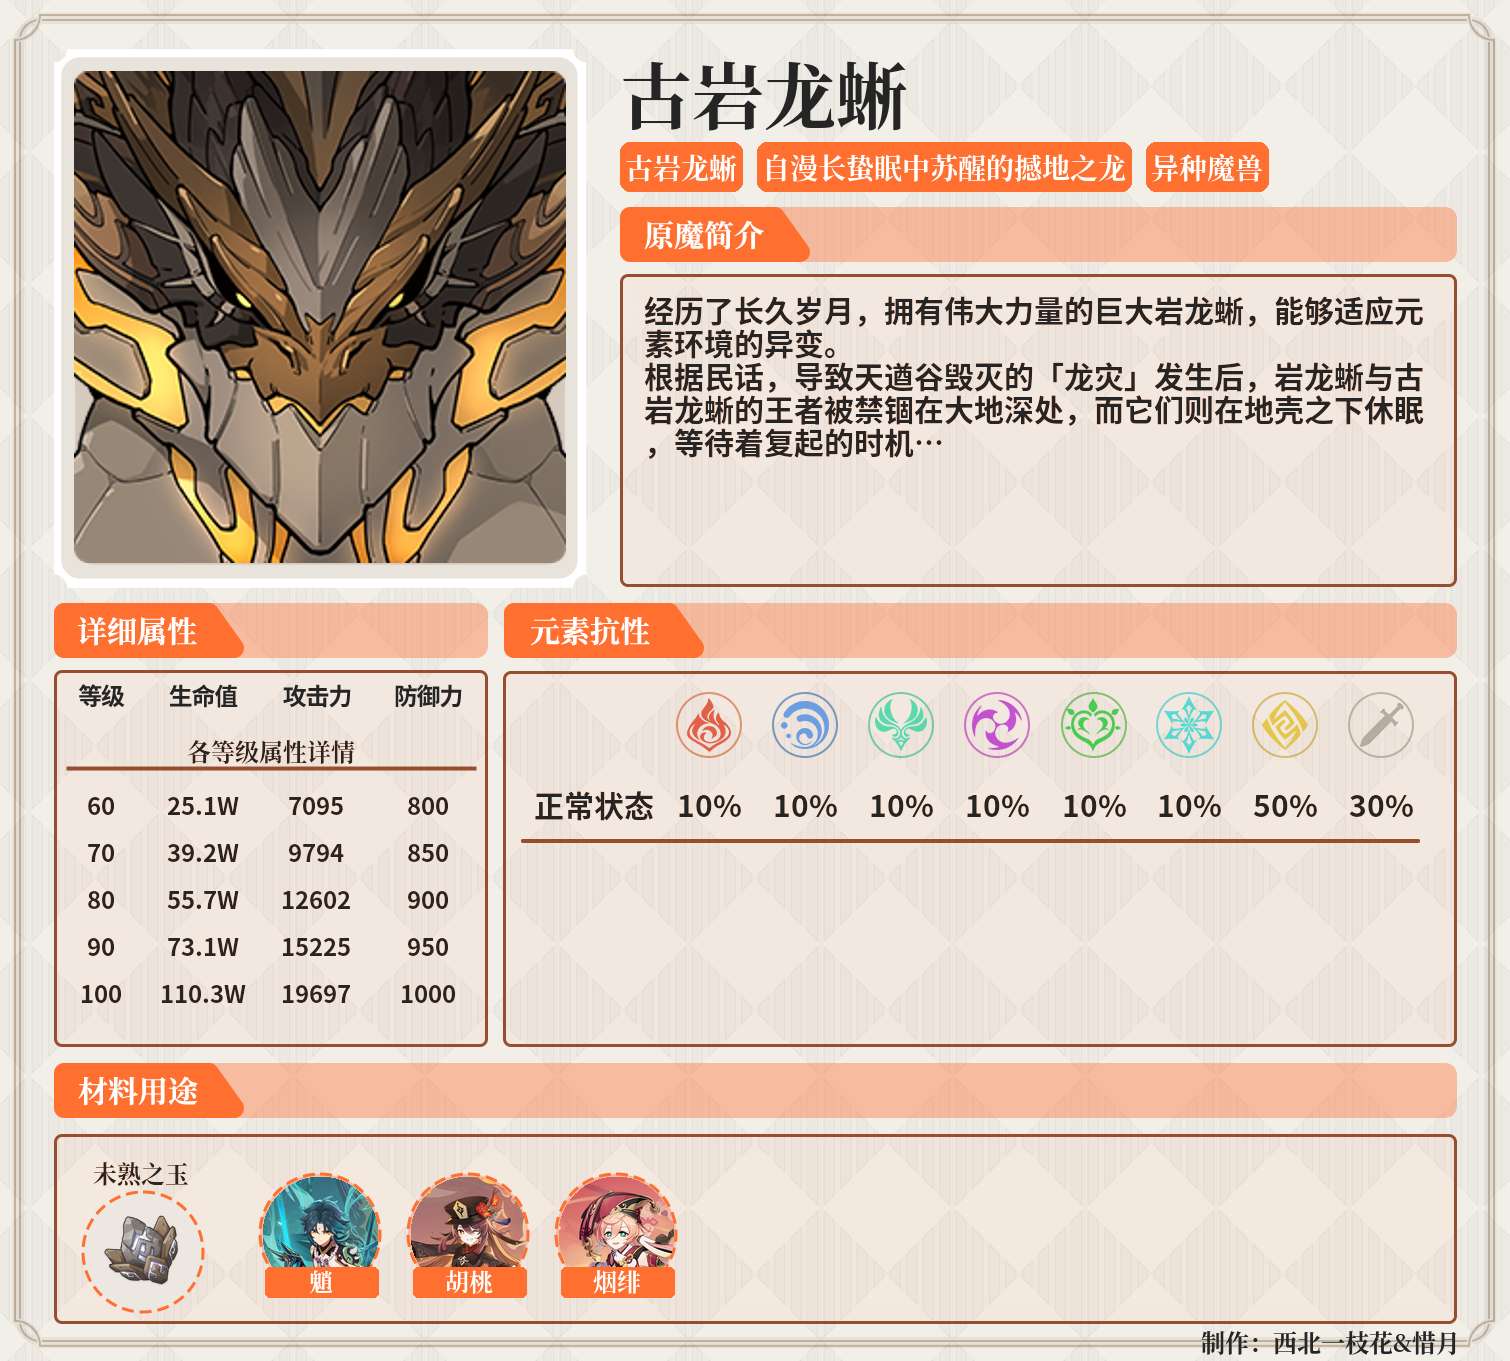 古岩龙蜥
古岩龙蜥 自漫长蛰眠中苏醒的撼地之龙 异种魔兽
原魔简介
经历了长久岁月，拥有伟大力量的巨大岩龙蜥，能够适应元
素环境的异变。
根据民话，导致天遒谷毁灭的「龙灾」发生后，岩龙蜥与古
岩龙蜥的王者被禁锢在大地深处，而它们则在地壳之下休眠
，等待着复起的时机…
详细属性
等级 生命值 攻击力 防御力
各等级属性详情
60 25.1W 7095 800
70 39.2W 9794 850
80 55.7W 12602 900
90 73.1W 15225 950
100 110.3W 19697 1000
元素抗性
正常状态 10% 10% 10% 10% 10% 10% 50% 30%
材料用途
未熟之玉
魈 胡桃 烟绯
制作：西北一枝花&惜月